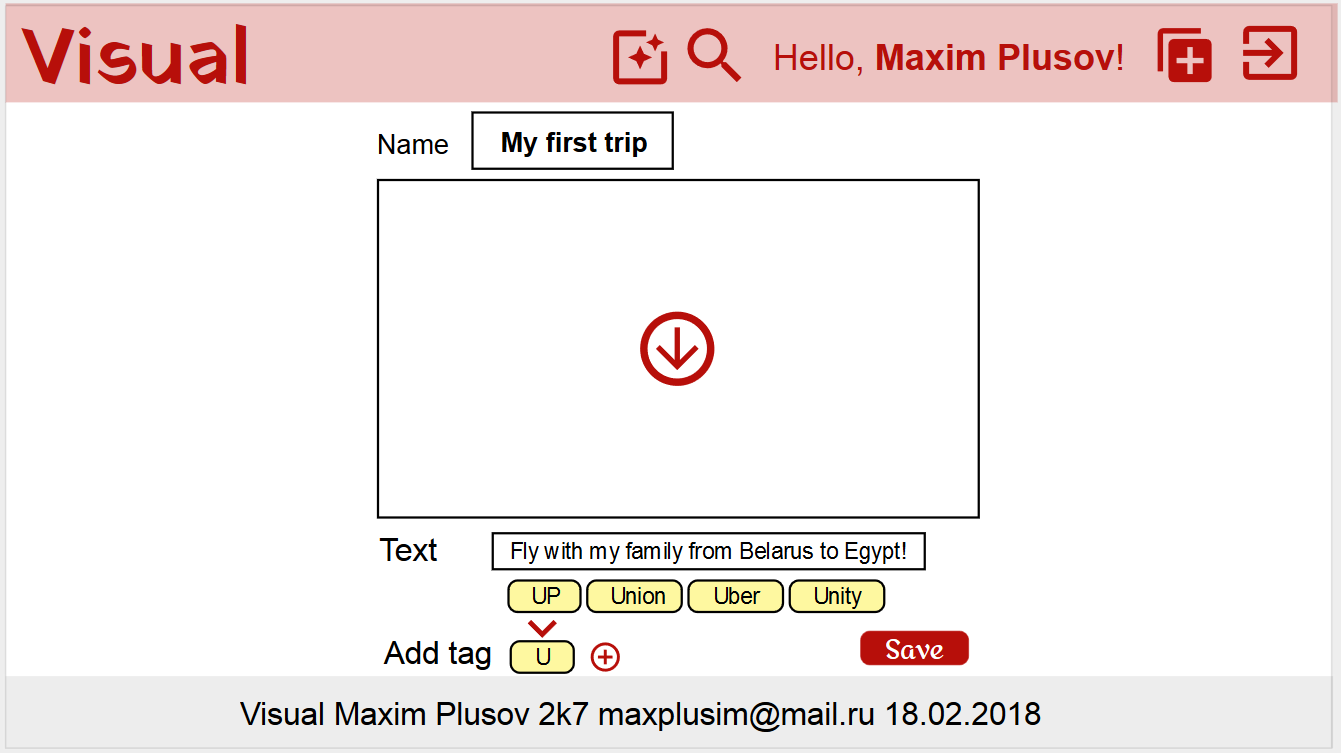 Visual
Hello, Maxim Plusov!
Name My first trip
Text Fly with my family from Belarus to Egypt!
UP Union Uber Unity
Add tag U Save
Visual Maxim Plusov 2k7 maxplusim@mail.ru 18.02.2018